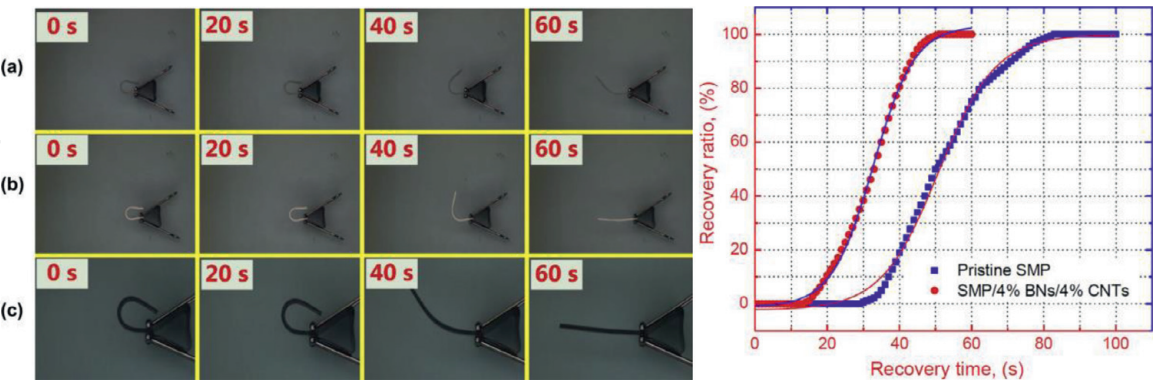 (a)
0 s
20 s
40 s
60 s
(b)
0 s
20 s
40 s
60 s
(c)
0 s
20 s
40 s
60 s
Recovery ratio, (%)
100
80
60
40
20
0
Pristine SMP
SMP/4% BNs/4% CNTs
0
20
40
60
80
100
Recovery time, (s)